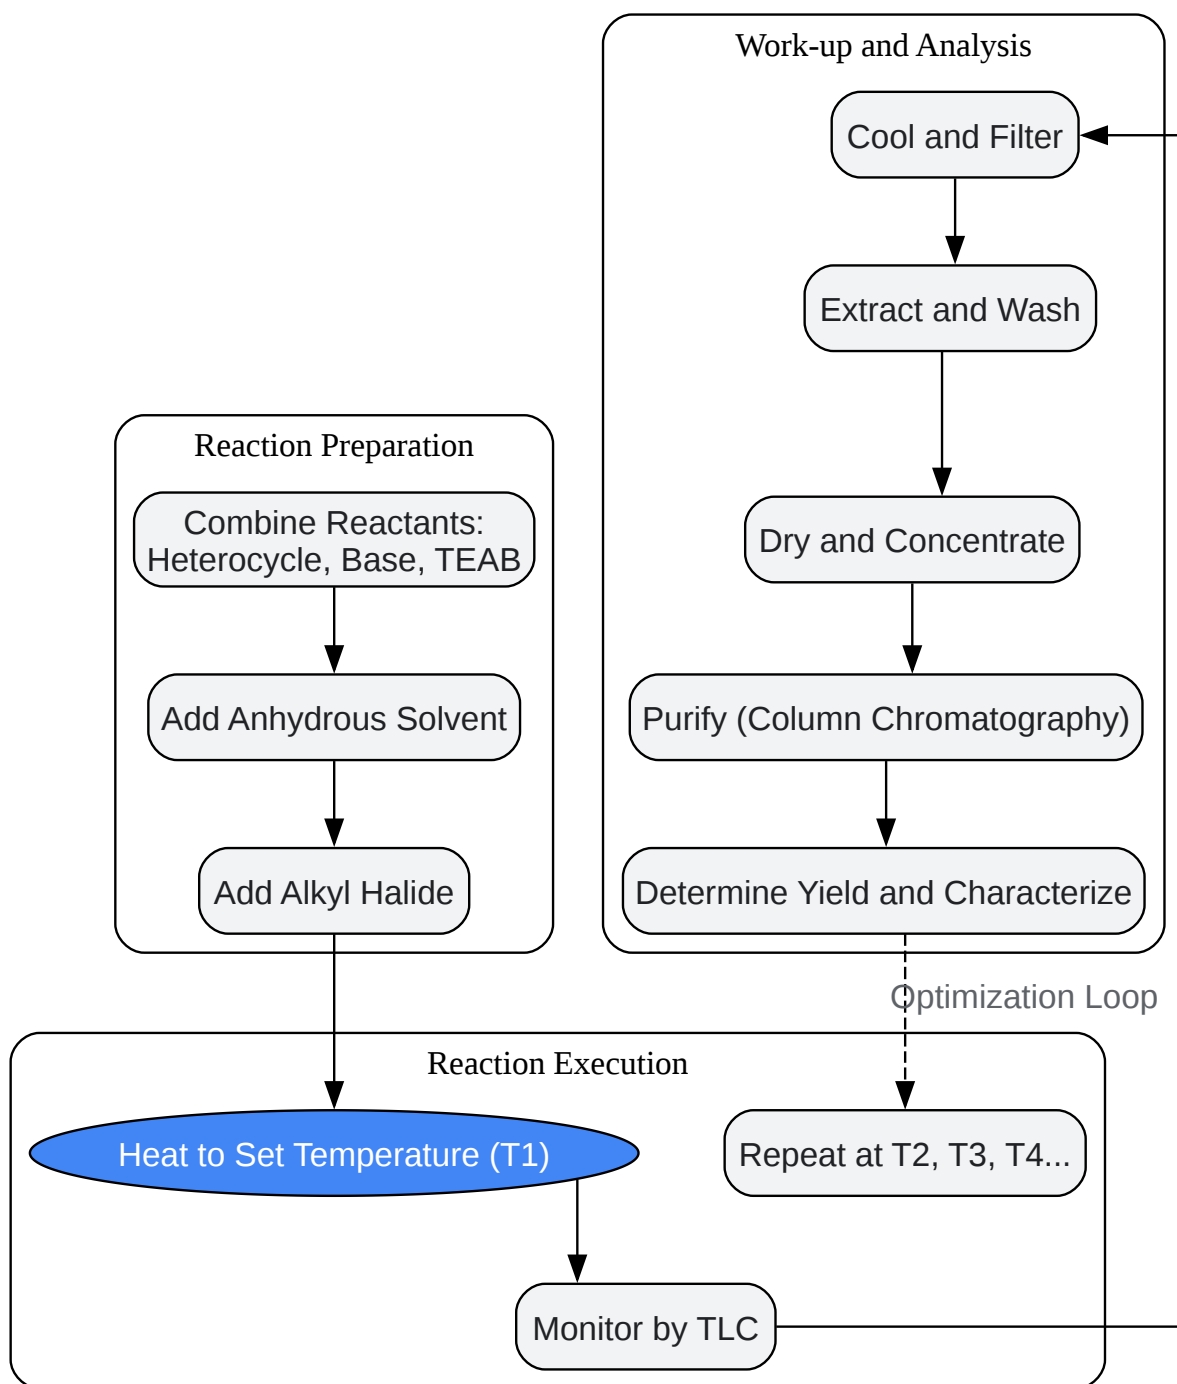 Work-up and Analysis
Cool and Filter
Extract and Wash
Reaction Preparation
Combine Reactants:
Heterocycle, Base, TEAB
Dry and Concentrate
Add Anhydrous Solvent
Purify (Column Chromatography)
Add Alkyl Halide
Determine Yield and Characterize
Optimization Loop
Reaction Execution
Heat to Set Temperature (T1)
Repeat at T2, T3, T4...
Monitor by TLC